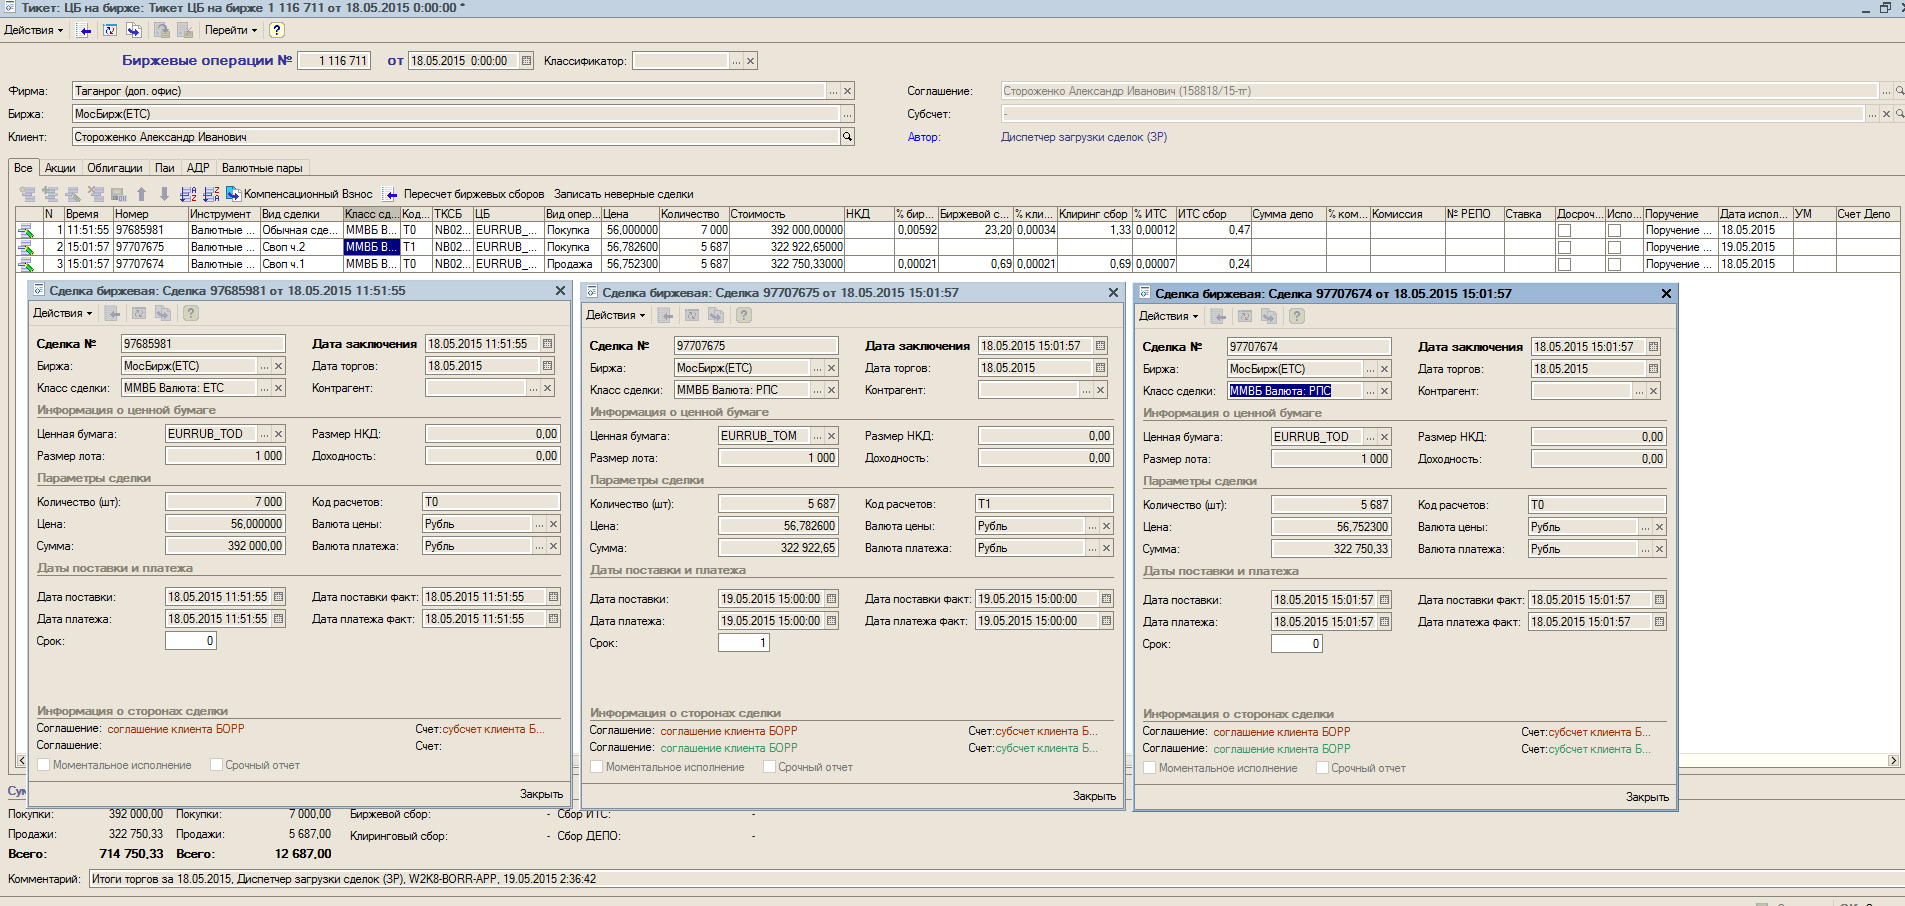 Тикет: ЦБ на бирже: Тикет ЦБ на бирже 1 116 711 от 18.05.2015 0:00:00 *
Действия Перейти ?
Биржевые операции № 1 116 711 от 18.05.2015 0:00:00 Классификатор: ... ×
Фирма: Таганрог (доп. офис) ... × Соглашение: Стороженко Александр Иванович (158818/15-тг) ...
Биржа: МосБирж(ЕТС) ... Субсчет: - ... ×
Клиент: Стороженко Александр Иванович Автор: Диспетчер загрузки сделок (ЗР)
Все Акции Облигации Паи АДР Валютные пары
Компенсационный Взнос Пересчет биржевых сборов Записать неверные сделки
N Время Номер Инструмент Вид сделки Класс сд... Код... ТКСБ ЦБ Вид опер... Цена Количество Стоимость НКД % бир... Биржевой с... % кли... Клиринг сбор % ИТС ИТС сбор Сумма депо % ком... Комиссия № РЕПО Ставка Досроч... Испо... Поручение Дата испол... УМ Счет Депо
1 11:51:55 97685981 Валютные ... Обычная сде... ММВБ В... T0 NB02... EURRUB_... Покупка 56,000000 7 000 392 000,00000 0,00592 23,20 0,00034 1,33 0,00012 0,47 Поручение ... 18.05.2015
2 15:01:57 97707675 Валютные ... Своп ч.2 ММВБ В... T1 NB02... EURRUB_... Покупка 56,782600 5 687 322 922,65000 Поручение ... 19.05.2015
3 15:01:57 97707674 Валютные ... Своп ч.1 ММВБ В... T0 NB02... EURRUB_... Продажа 56,752300 5 687 322 750,33000 0,00021 0,69 0,00021 0,69 0,00007 0,24 Поручение ... 18.05.2015
Сделка биржевая: Сделка 97685981 от 18.05.2015 11:51:55
Действия ?
Сделка № 97685981 Дата заключения 18.05.2015 11:51:55
Биржа: МосБирж(ЕТС) ... × Дата торгов: 18.05.2015
Класс сделки: ММВБ Валюта: ЕТС ... × Контрагент: ... ×
Информация о ценной бумаге
Ценная бумага: EURRUB_TOD ... × Размер НКД: 0,00
Размер лота: 1 000 Доходность: 0,00
Параметры сделки
Количество (шт): 7 000 Код расчетов: T0
Цена: 56,000000 Валюта цены: Рубль ... ×
Сумма: 392 000,00 Валюта платежа: Рубль ... ×
Даты поставки и платежа
Дата поставки: 18.05.2015 11:51:55 Дата поставки факт: 18.05.2015 11:51:55
Дата платежа: 18.05.2015 11:51:55 Дата платежа факт: 18.05.2015 11:51:55
Срок: 0
Информация о сторонах сделки
Соглашение: соглашение клиента БОРР Счет: субсчет клиента Б...
Соглашение: Счет:
Моментальное исполнение Срочный отчет
Закрыть
Сделка биржевая: Сделка 97707675 от 18.05.2015 15:01:57
Действия ?
Сделка № 97707675 Дата заключения 18.05.2015 15:01:57
Биржа: МосБирж(ЕТС) ... × Дата торгов: 18.05.2015
Класс сделки: ММВБ Валюта: РПС ... × Контрагент: ... ×
Информация о ценной бумаге
Ценная бумага: EURRUB_TOM ... × Размер НКД: 0,00
Размер лота: 1 000 Доходность: 0,00
Параметры сделки
Количество (шт): 5 687 Код расчетов: T1
Цена: 56,782600 Валюта цены: Рубль ... ×
Сумма: 322 922,65 Валюта платежа: Рубль ... ×
Даты поставки и платежа
Дата поставки: 19.05.2015 15:00:00 Дата поставки факт: 19.05.2015 15:00:00
Дата платежа: 19.05.2015 15:00:00 Дата платежа факт: 19.05.2015 15:00:00
Срок: 1
Информация о сторонах сделки
Соглашение: соглашение клиента БОРР Счет: субсчет клиента Б...
Соглашение: соглашение клиента БОРР Счет: субсчет клиента Б...
Моментальное исполнение Срочный отчет
Закрыть
Сделка биржевая: Сделка 97707674 от 18.05.2015 15:01:57
Действия ?
Сделка № 97707674 Дата заключения 18.05.2015 15:01:57
Биржа: МосБирж(ЕТС) ... × Дата торгов: 18.05.2015
Класс сделки: ММВБ Валюта: РПС ... × Контрагент: ... ×
Информация о ценной бумаге
Ценная бумага: EURRUB_TOD ... × Размер НКД: 0,00
Размер лота: 1 000 Доходность: 0,00
Параметры сделки
Количество (шт): 5 687 Код расчетов: T0
Цена: 56,752300 Валюта цены: Рубль ... ×
Сумма: 322 750,33 Валюта платежа: Рубль ... ×
Даты поставки и платежа
Дата поставки: 18.05.2015 15:01:57 Дата поставки факт: 18.05.2015 15:01:57
Дата платежа: 18.05.2015 15:01:57 Дата платежа факт: 18.05.2015 15:01:57
Срок: 0
Информация о сторонах сделки
Соглашение: соглашение клиента БОРР Счет: субсчет клиента Б...
Соглашение: соглашение клиента БОРР Счет: субсчет клиента Б...
Моментальное исполнение Срочный отчет
Закрыть
Покупки: 392 000,00 Покупки: 7 000,00 Биржевой сбор: - Сбор ИТС: -
Продажи: 322 750,33 Продажи: 5 687,00 Клиринговый сбор: - Сбор ДЕПО: -
Всего: 714 750,33 Всего: 12 687,00
Комментарий: Итоги торгов за 18.05.2015, Диспетчер загрузки сделок (ЗР), W2K8-BORR-APP, 19.05.2015 2:36:42